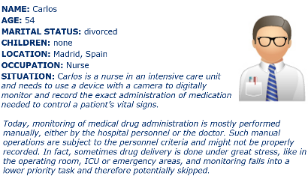 NAME: Carlos
AGE: 54
MARITAL STATUS: divorced
CHILDREN: none
LOCATION: Madrid, Spain
OCCUPATION: Nurse
SITUATION: Carlos is a nurse in an intensive care unit
and needs to use a device with a camera to digitally
monitor and record the exact administration of medication
needed to control a patient's vital signs.
Today, monitoring of medical drug administration is mostly performed
manually, either by the hospital personnel or the doctor. Such manual
operations are subject to the personnel criteria and might not be properly
recorded. In fact, sometimes drug delivery is done under great stress, like in
the operating room, ICU or emergency areas, and monitoring falls into a
lower priority task and therefore potentially skipped.